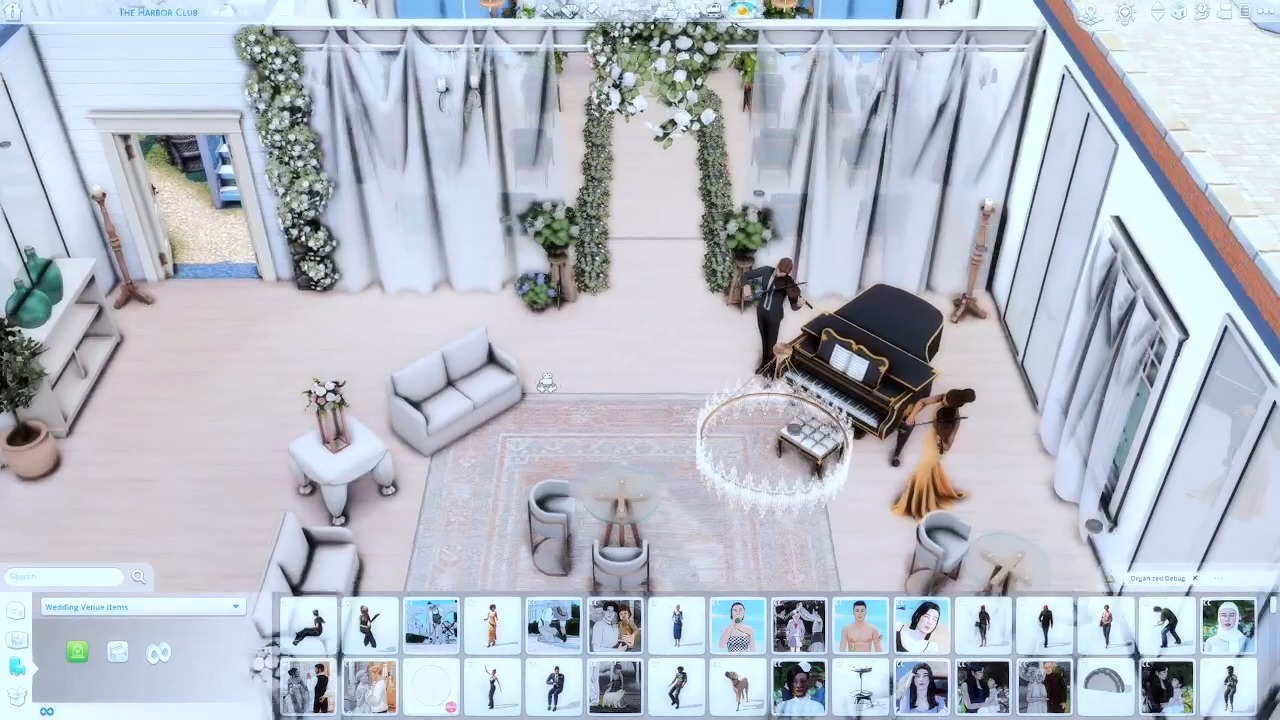 THE HARBOR CLUB
Search
Organized Debug
Wedding Venue Items